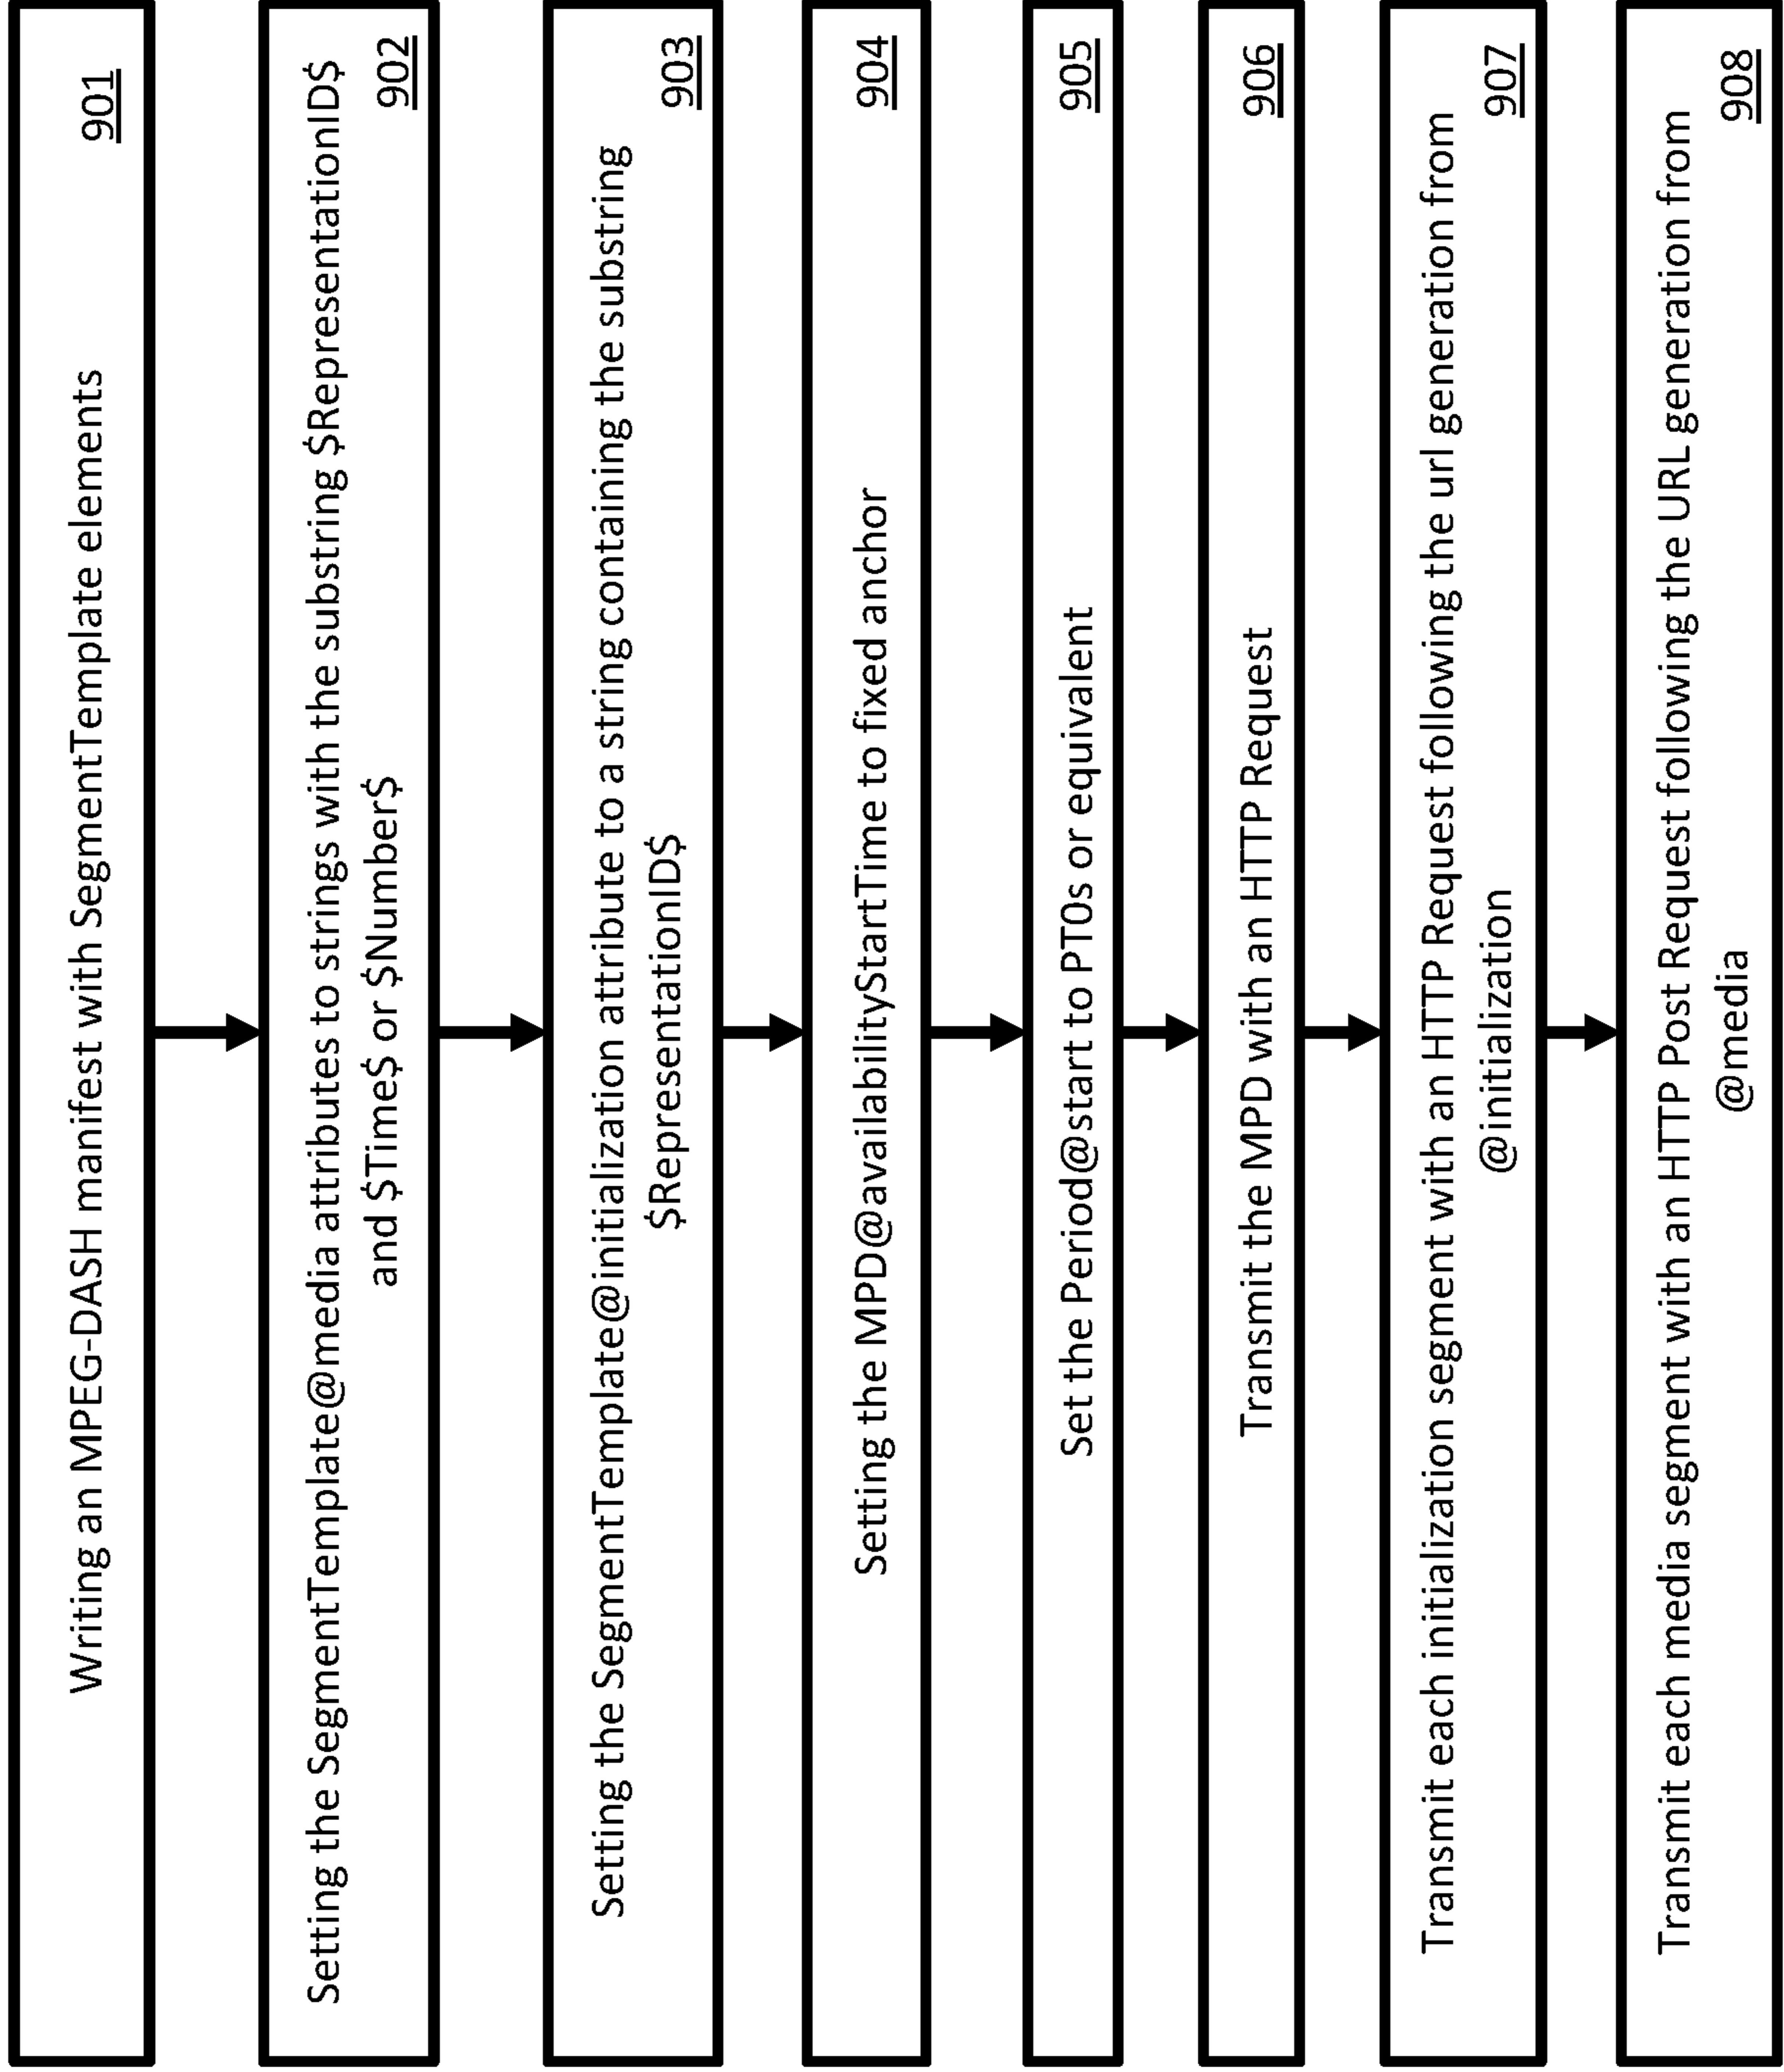 Writing an MPEG-DASH manifest with SegmentTemplate elements
901
Setting the SegmentTemplate@media attributes to strings with the substring $RepresentationID$
and $Time$ or $Number$
902
Setting the SegmentTemplate@initialization attribute to a string containing the substring
$RepresentationID$
903
Setting the MPD@availabilityStartTime to fixed anchor
904
Set the Period@start to PTOs or equivalent
905
Transmit the MPD with an HTTP Request
906
Transmit each initialization segment with an HTTP Request following the url generation from
@initialization
907
Transmit each media segment with an HTTP Post Request following the URL generation from
@media
908